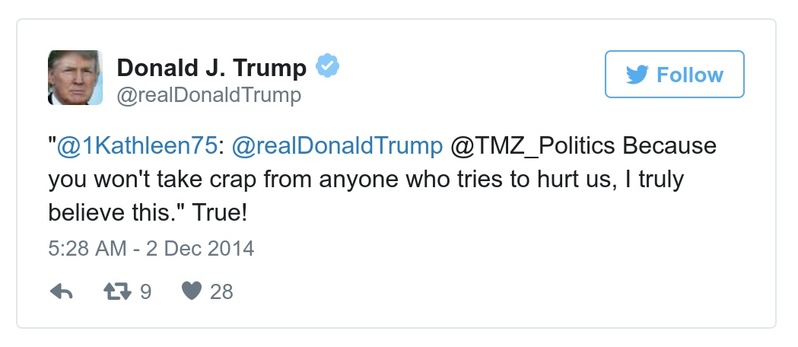 Donald J. Trump
@realDonaldTrump
Follow
"@1Kathleen75: @realDonaldTrump @TMZ_Politics Because
you won't take crap from anyone who tries to hurt us, I truly
believe this." True!
5:28 AM - 2 Dec 2014
9 28